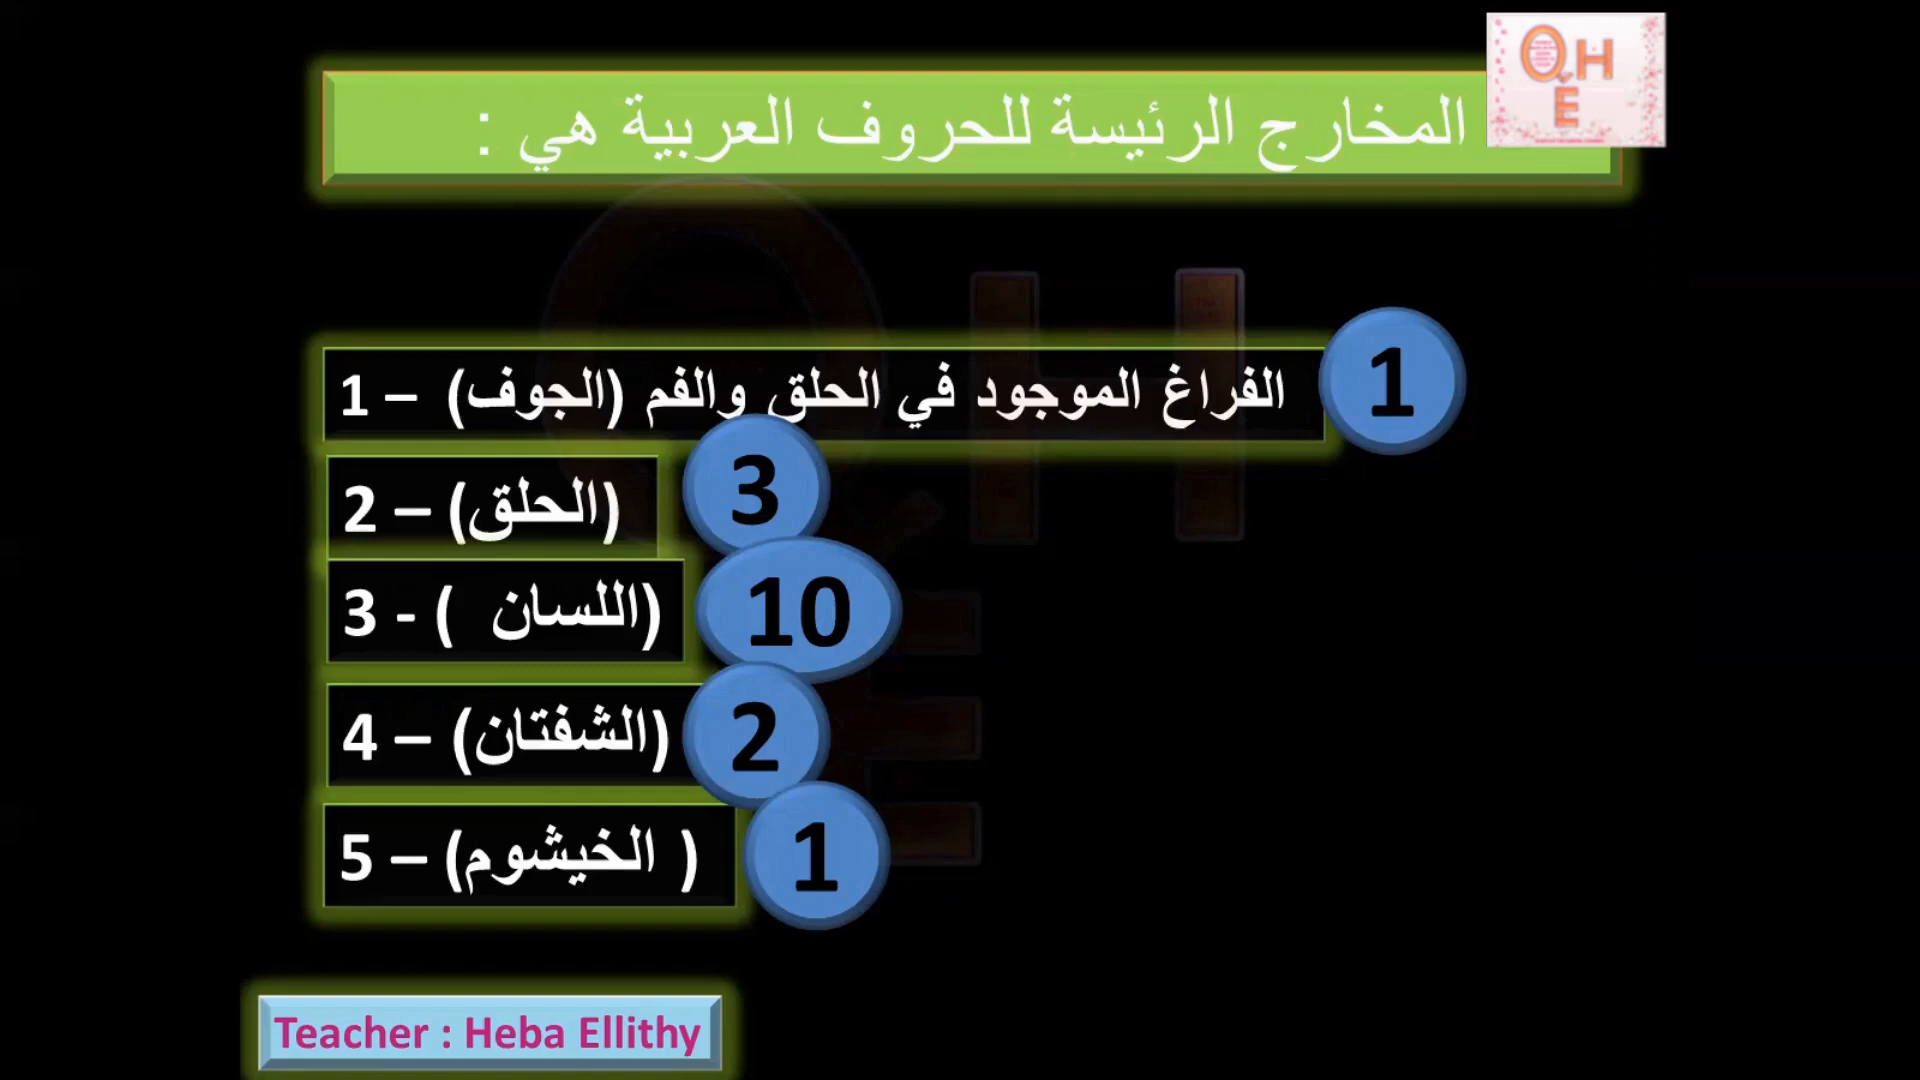 المخارج الرئيسة للحروف العربية هي :
1 – الفراغ الموجود في الحلق والفم (الجوف)
1
2 – (الحلق)
3
3 - (اللسان )
10
4 – (الشفتان)
2
5 – ( الخيشوم)
1
Teacher : Heba Ellithy
QHE